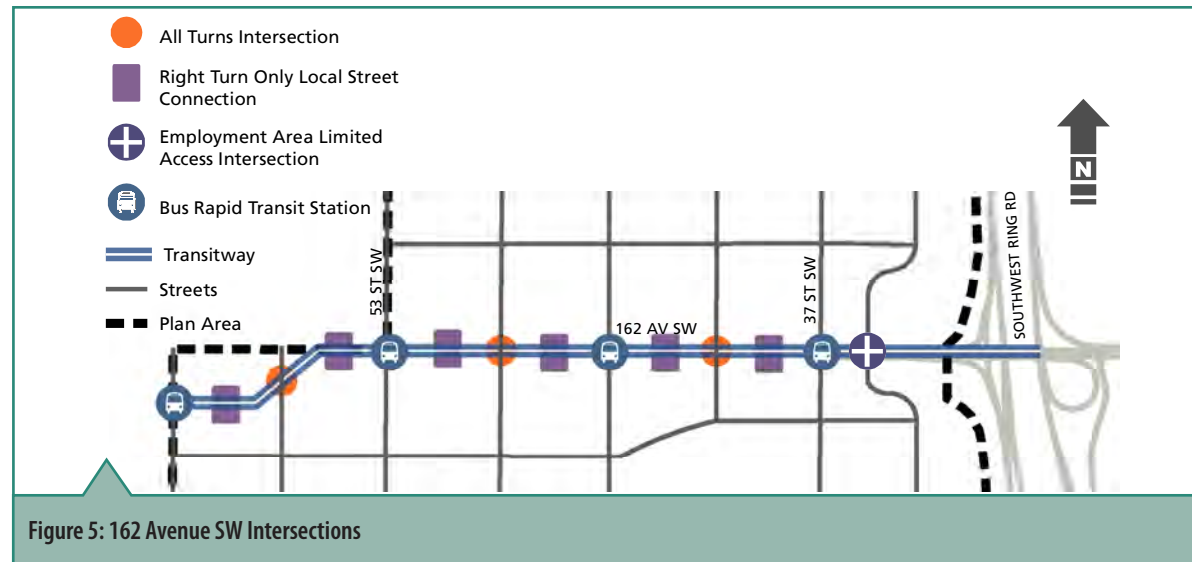 All Turns Intersection
Right Turn Only Local Street
Connection
Employment Area Limited
Access Intersection
Bus Rapid Transit Station
Transitway
Streets
Plan Area
N
53 ST SW
162 AV SW
37 ST SW
SOUTHWEST RING RD
Figure 5: 162 Avenue SW Intersections